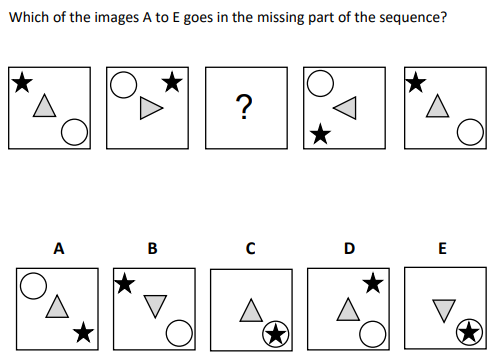 Which of the images A to E goes in the missing part of the sequence?
?
A B C D E